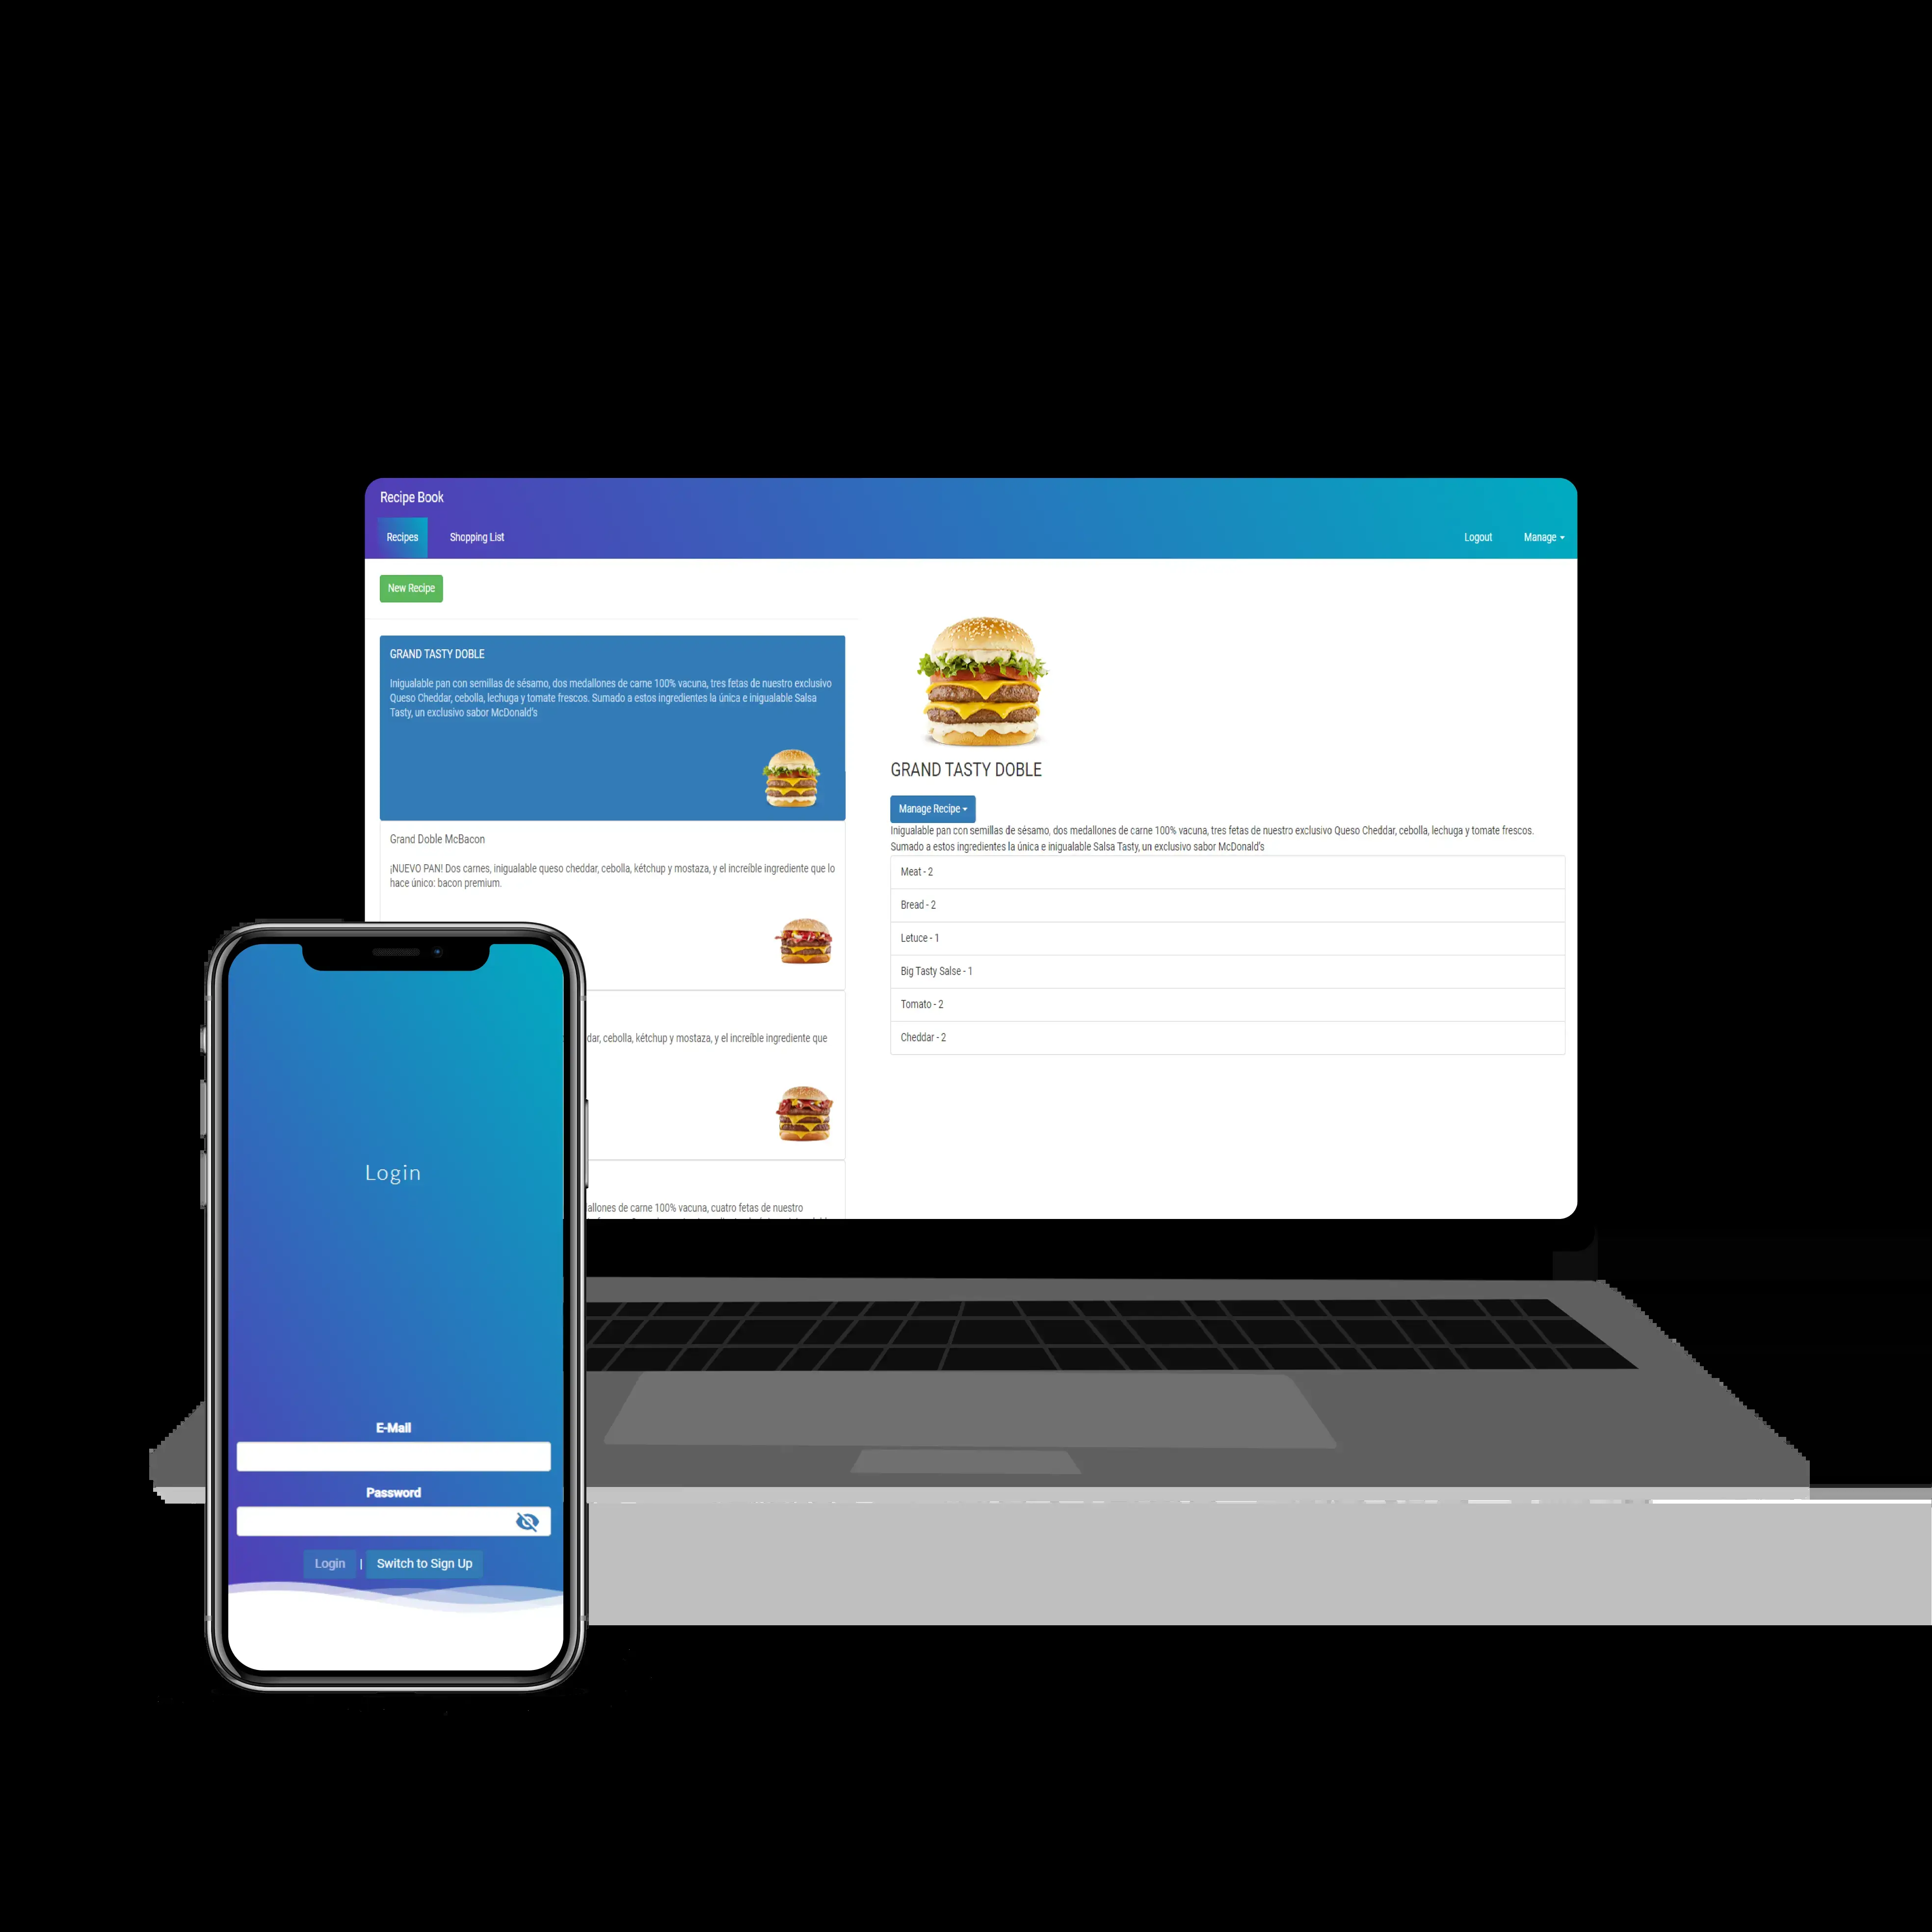 Recipe Book
Recipes
Shopping List
Logout
Manage
New Recipe
GRAND TASTY DOBLE
Inigualable pan con semillas de sésamo, dos medallones de carne 100% vacuna, tres fetas de nuestro exclusivo
Queso Cheddar, cebolla, lechuga y tomate frescos. Sumado a estos ingredientes la única e inigualable Salsa
Tasty, un exclusivo sabor McDonald's
Grand Doble McBacon
¡NUEVO PAN! Dos carnes, inigualable queso cheddar, cebolla, kétchup y mostaza, y el increíble ingrediente que lo
hace único: bacon premium.
dar, cebolla, kétchup y mostaza, y el increíble ingrediente que
allones de carne 100% vacuna, cuatro fetas de nuestro
GRAND TASTY DOBLE
Manage Recipe
Inigualable pan con semillas de sésamo, dos medallones de carne 100% vacuna, tres fetas de nuestro exclusivo Queso Cheddar, cebolla, lechuga y tomate frescos.
Sumado a estos ingredientes la única e inigualable Salsa Tasty, un exclusivo sabor McDonald's
Meat - 2
Bread - 2
Letuce - 1
Big Tasty Salse - 1
Tomato - 2
Cheddar - 2
Login
E-Mail
Password
Login | Switch to Sign Up